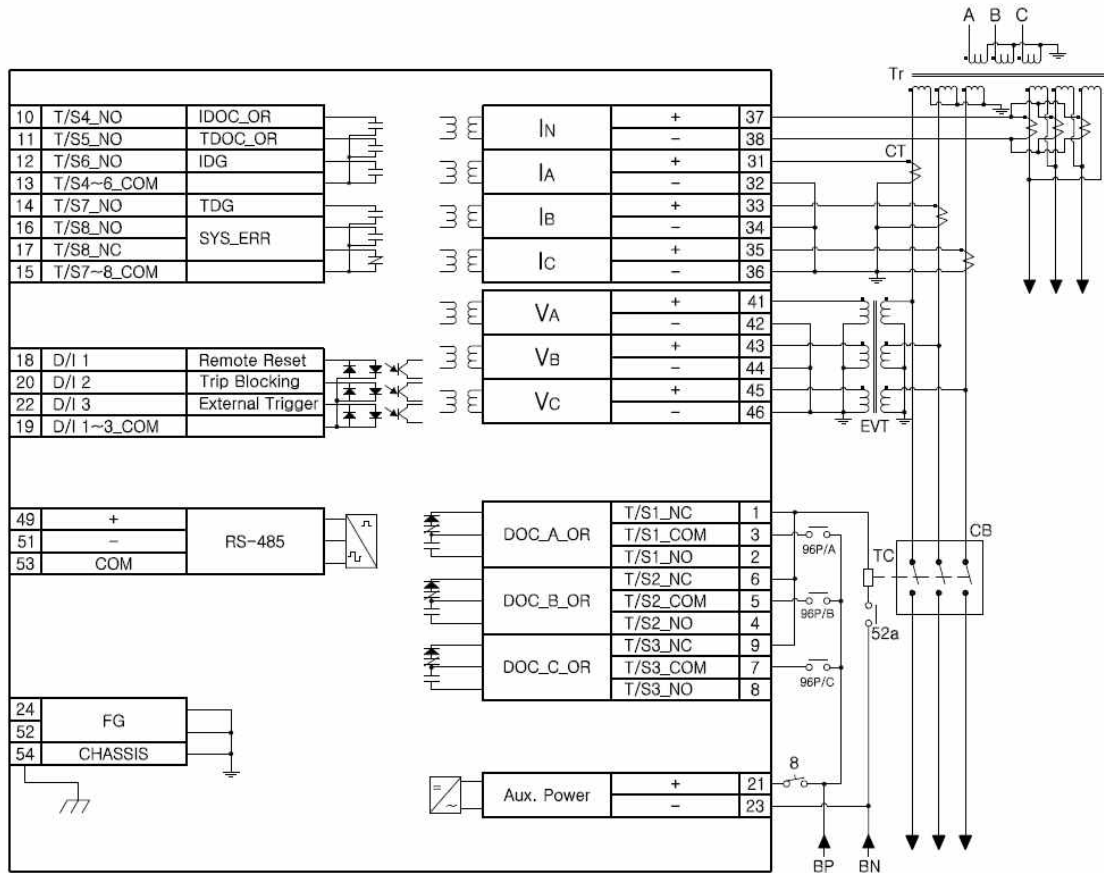 A B C
Tr
10 T/S4_NO IDOC_OR
11 T/S5_NO TDOC_OR
12 T/S6_NO IDG
13 T/S4~6_COM
14 T/S7_NO TDG
16 T/S8_NO
SYS_ERR
17 T/S8_NC
15 T/S7~8_COM
IN + 37
- 38
IA + 31
- 32
IB + 33
- 34
IC + 35
- 36
CT
VA + 41
- 42
VB + 43
- 44
VC + 45
- 46
EVT
18 D/I 1 Remote Reset
20 D/I 2 Trip Blocking
22 D/I 3 External Trigger
19 D/I 1~3_COM
49 +
51 - RS-485
53 COM
DOC_A_OR
T/S1_NC 1
T/S1_COM 3
T/S1_NO 2
DOC_B_OR
T/S2_NC 6
T/S2_COM 5
T/S2_NO 4
DOC_C_OR
T/S3_NC 9
T/S3_COM 7
T/S3_NO 8
96P/A
96P/B
96P/C
TC
CB
52a
24
FG
52
54 CHASSIS
Aux. Power
+ 21
- 23
8
BP BN